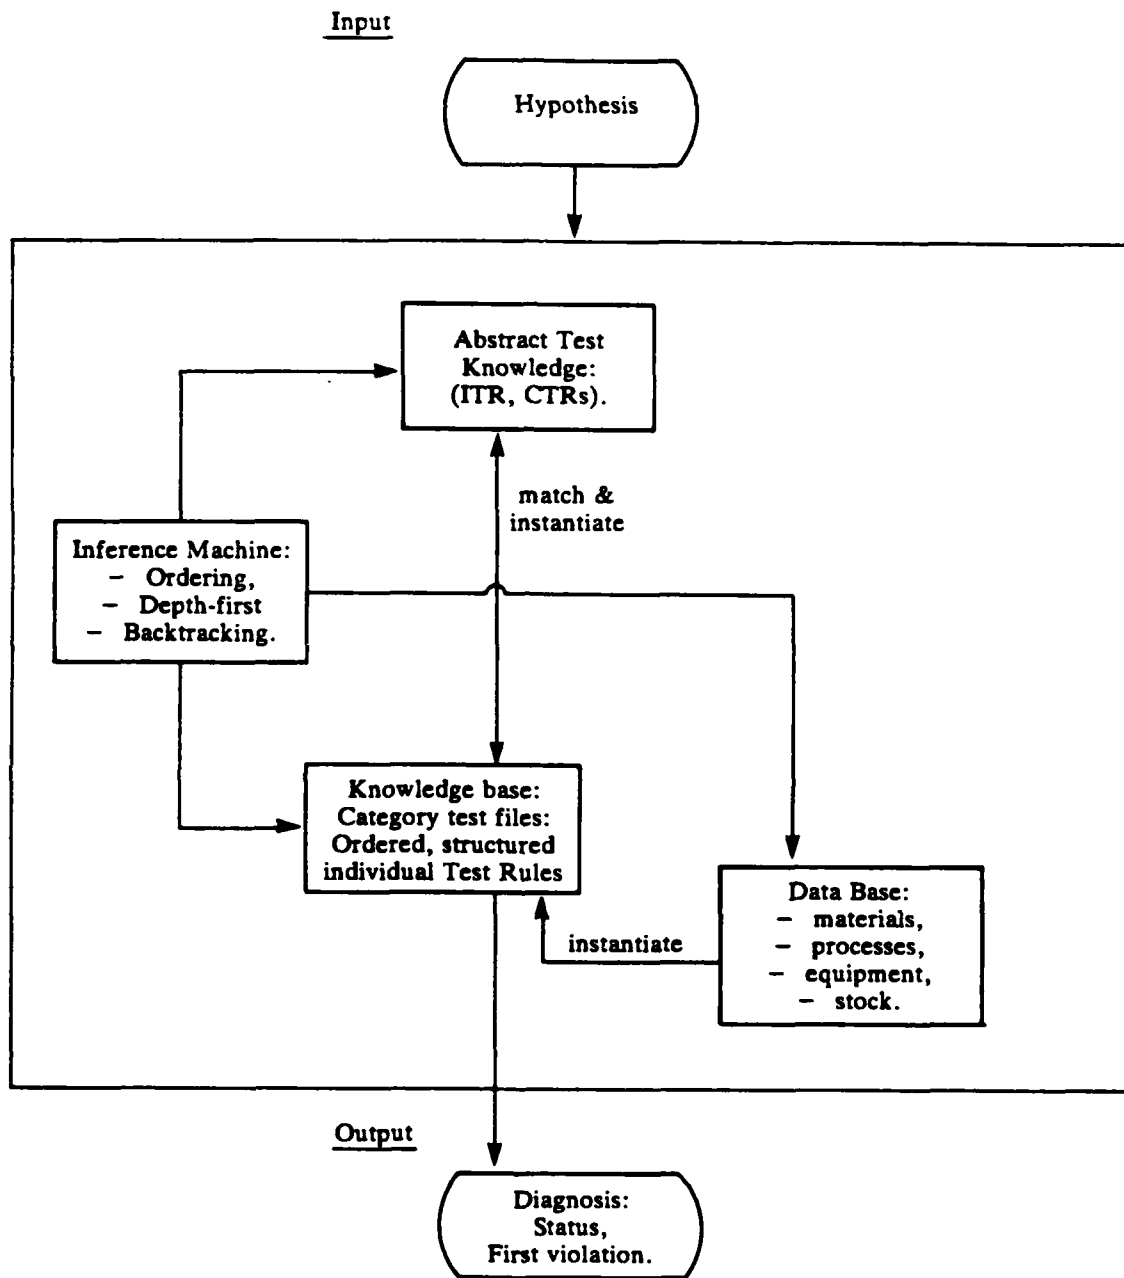 Input
Hypothesis
Abstract Test
Knowledge:
(ITR, CTRs).
match &
instantiate
Inference Machine:
- Ordering,
- Depth-first
- Backtracking.
Knowledge base:
Category test files:
Ordered, structured
individual Test Rules
instantiate
Data Base:
- materials,
- processes,
- equipment,
- stock.
Output
Diagnosis:
Status,
First violation.